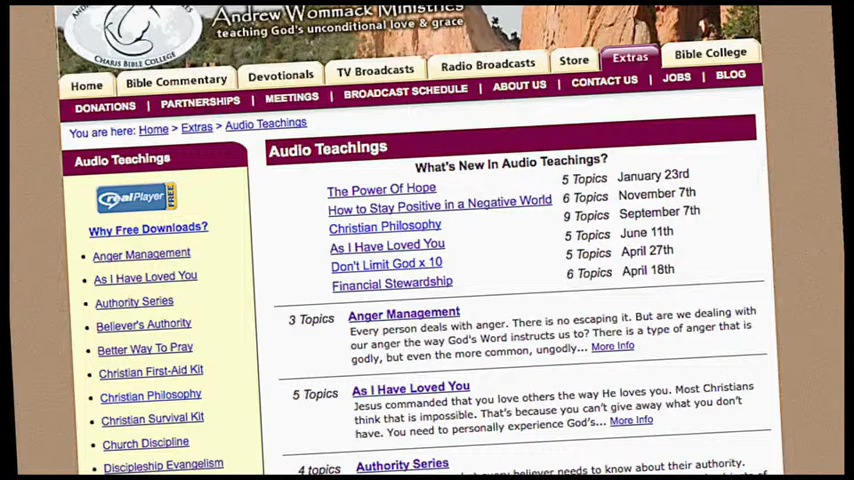 Andrew Wommack Ministries
teaching God's unconditional love & grace
CHARIS BIBLE COLLEGE
Home
Bible Commentary
Devotionals
TV Broadcasts
Radio Broadcasts
Store
Extras
Bible College
DONATIONS | PARTNERSHIPS | MEETINGS | BROADCAST SCHEDULE | ABOUT US | CONTACT US | JOBS | BLOG
You are here: Home > Extras > Audio Teachings
Audio Teachings
realPlayer FREE
Why Free Downloads?
Anger Management
As I Have Loved You
Authority Series
Believer's Authority
Better Way To Pray
Christian First-Aid Kit
Christian Philosophy
Christian Survival Kit
Church Discipline
Discipleship Evangelism
Audio Teachings
What's New In Audio Teachings?
The Power Of Hope 5 Topics January 23rd
How to Stay Positive in a Negative World 6 Topics November 7th
Christian Philosophy 9 Topics September 7th
As I Have Loved You 5 Topics June 11th
Don't Limit God x 10 5 Topics April 27th
Financial Stewardship 6 Topics April 18th
3 Topics Anger Management
Every person deals with anger. There is no escaping it. But are we dealing with
our anger the way God's Word instructs us to? There is a type of anger that is
godly, but even the more common, ungodly... More Info
5 Topics As I Have Loved You
Jesus commanded that you love others the way He loves you. Most Christians
think that is impossible. That's because you can't give away what you don't
have. You need to personally experience God's... More Info
4 topics Authority Series
every believer needs to know about their authority.